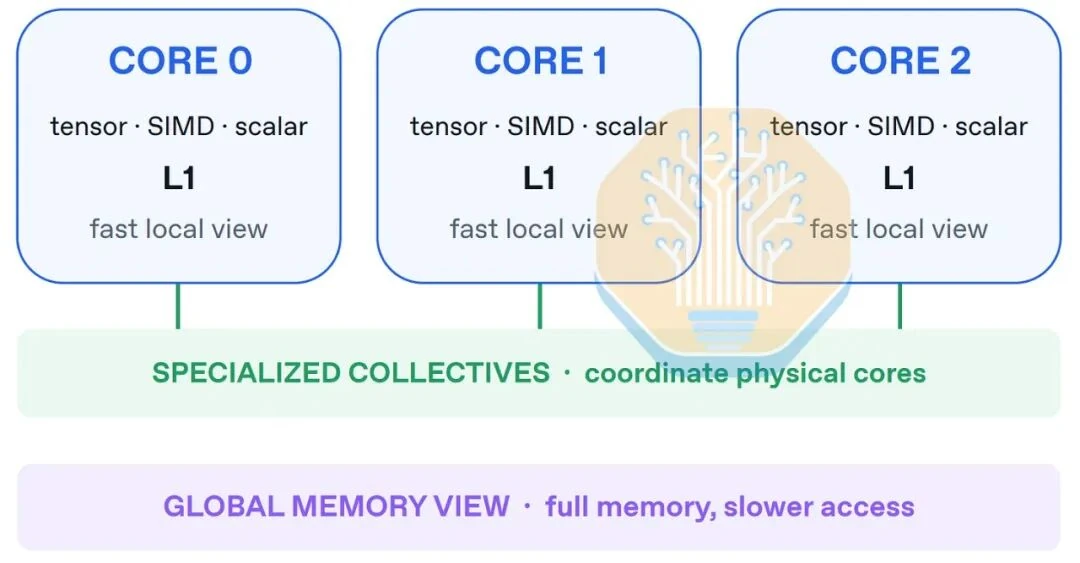 CORE 0
tensor · SIMD · scalar
L1
fast local view
CORE 1
tensor · SIMD · scalar
L1
fast local view
CORE 2
tensor · SIMD · scalar
L1
fast local view
SPECIALIZED COLLECTIVES · coordinate physical cores
GLOBAL MEMORY VIEW · full memory, slower access